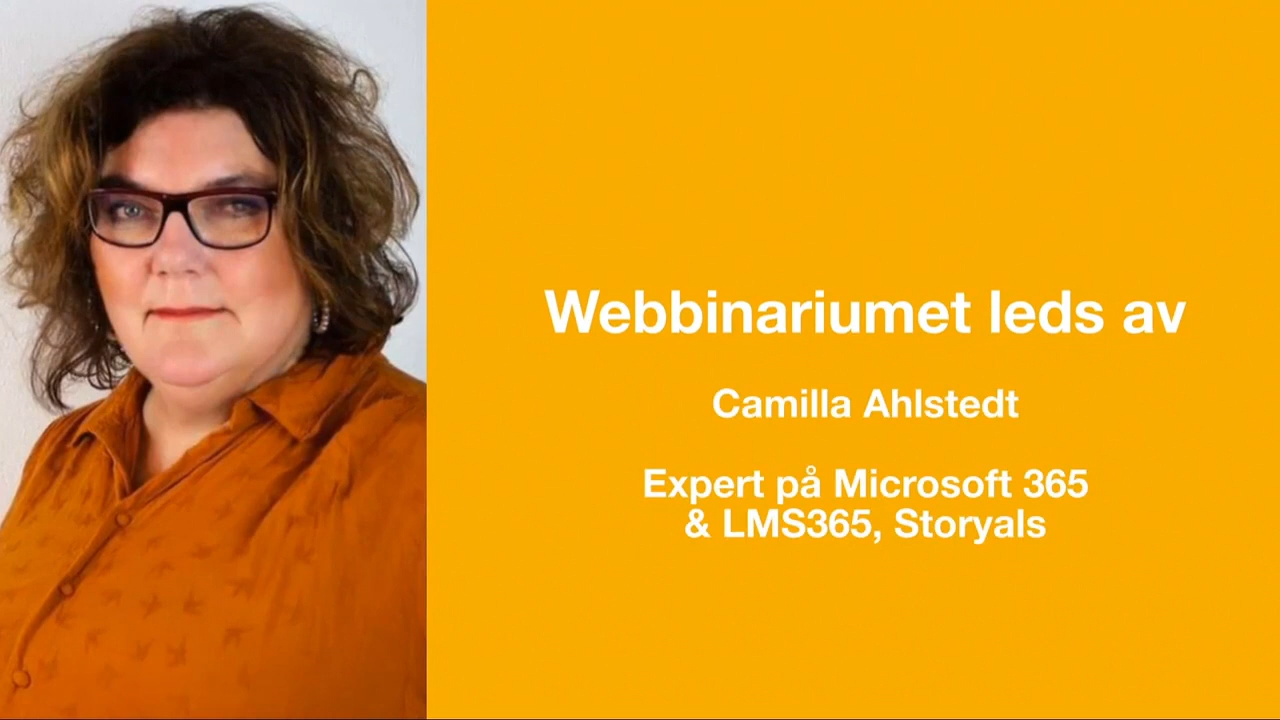 Webbinariumet leds av
Camilla Ahlstedt
Expert på Microsoft 365
& LMS365, Storyals